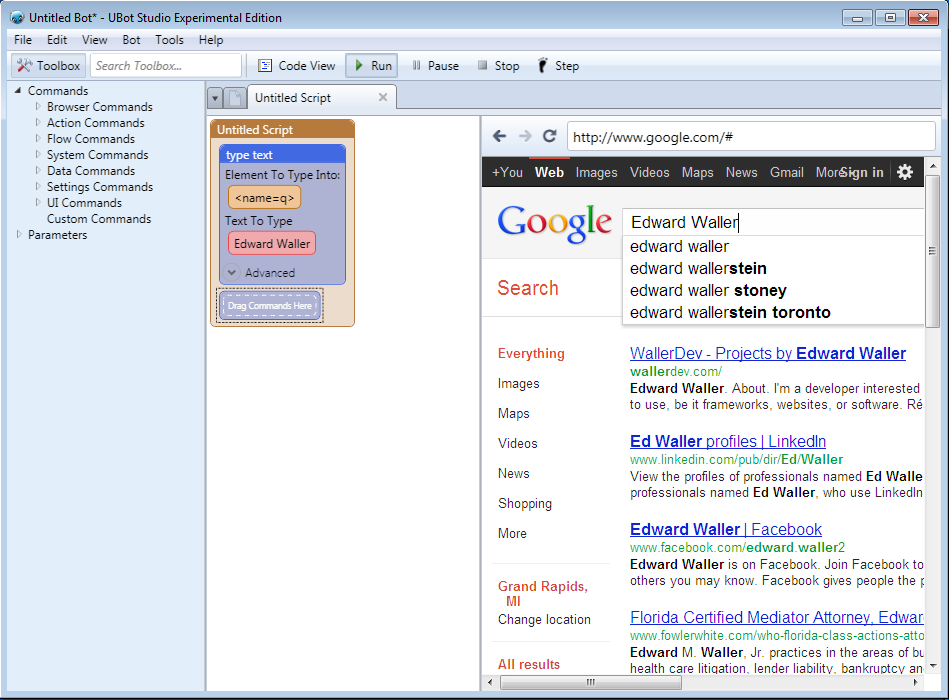 Untitled Bot* - UBot Studio Experimental Edition
File Edit View Bot Tools Help
Toolbox Search Toolbox... Code View Run Pause Stop Step
Commands
Browser Commands
Action Commands
Flow Commands
System Commands
Data Commands
Settings Commands
UI Commands
Custom Commands
Parameters
Untitled Script
Untitled Script
type text
Element To Type Into:
<name=q>
Text To Type
Edward Waller
Advanced
Drag Commands Here
http://www.google.com/#
+You Web Images Videos Maps News Gmail More Sign in
Google
Edward Waller
edward waller
edward wallerstein
edward waller stoney
edward wallerstein toronto
Search
Everything
Images
Maps
Videos
News
Shopping
More
Grand Rapids,
MI
Change location
All results
WallerDev - Projects by Edward Waller
wallerdev.com/
Edward Waller. About. I'm a developer interested
to use, be it frameworks, websites, or software. Ré
Ed Waller profiles | LinkedIn
www.linkedin.com/pub/dir/Ed/Waller
View the profiles of professionals named Ed Walle
professionals named Ed Waller, who use LinkedIn
Edward Waller | Facebook
www.facebook.com/edward.waller2
Edward Waller is on Facebook. Join Facebook to
others you may know. Facebook gives people the p
Florida Certified Mediator Attorney, Edwar
www.fowlerwhite.com/who-florida-class-actions-atto
Edward M. Waller, Jr. practices in the areas of bu
health care litigation, lender liability, bankruptcy an